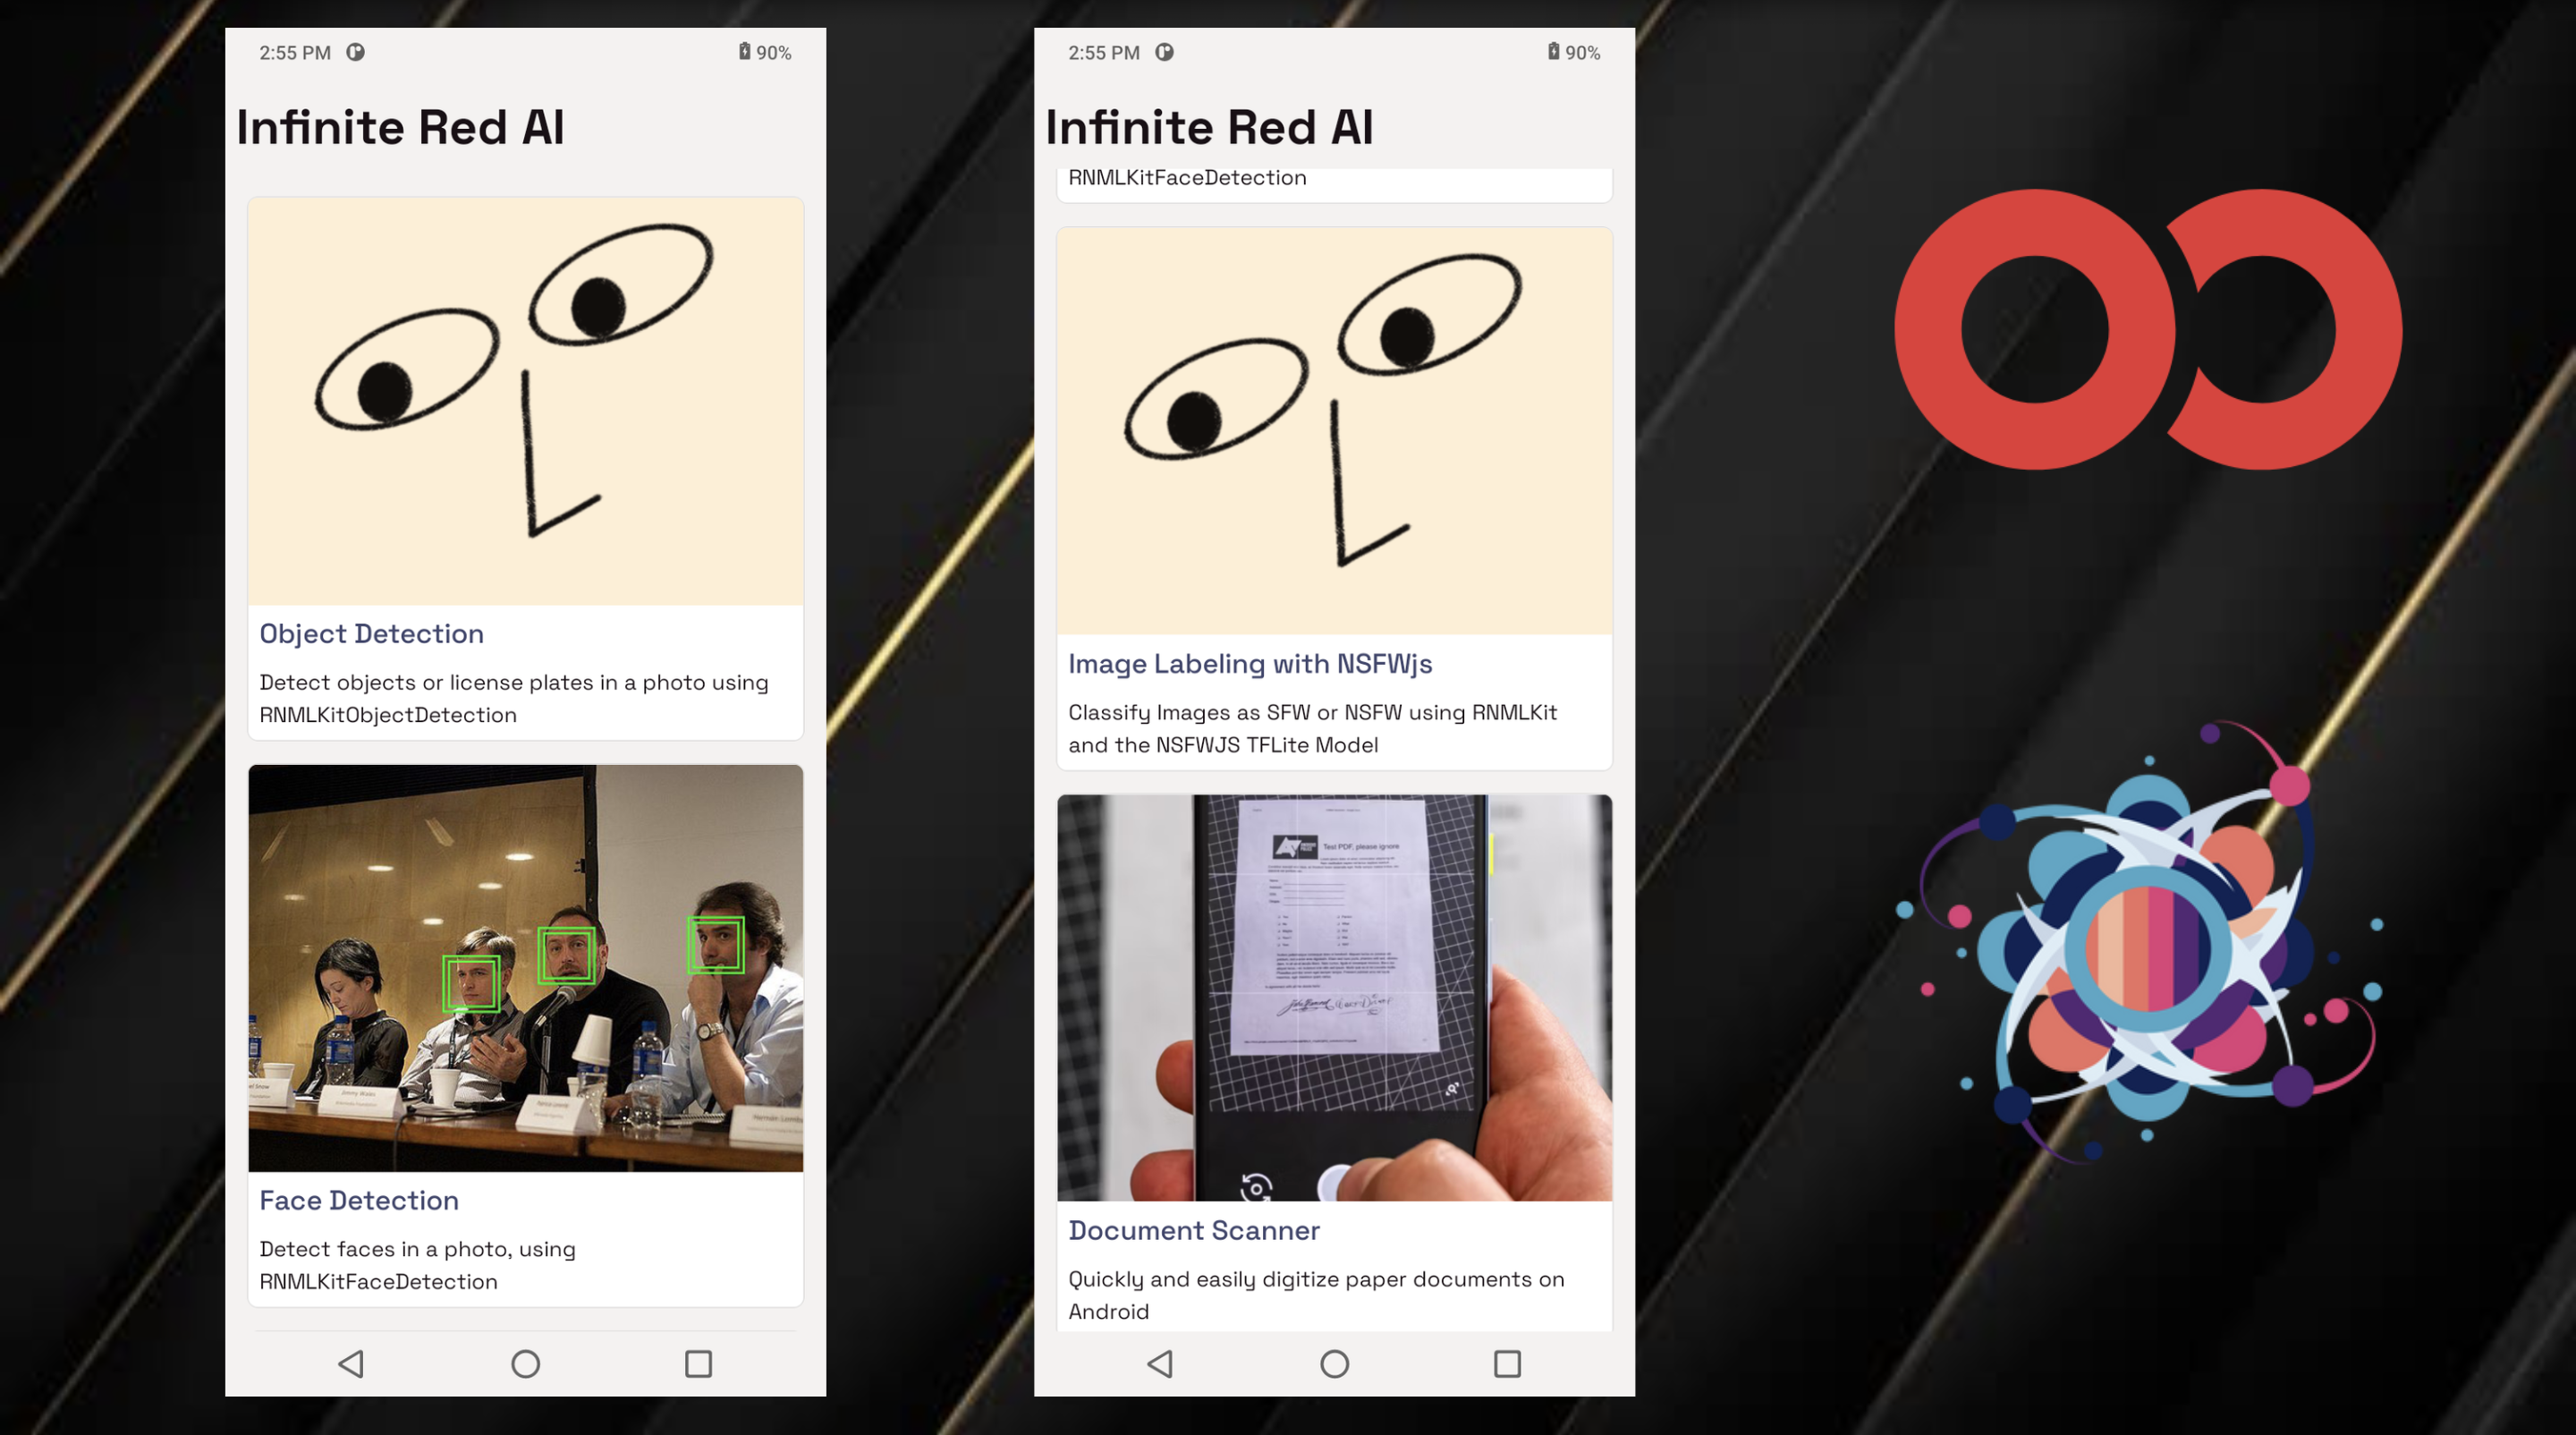 2:55 PM
90%
Infinite Red AI
Object Detection
Detect objects or license plates in a photo using
RNMLKitObjectDetection
Jimmy Wales
Face Detection
Detect faces in a photo, using
RNMLKitFaceDetection
2:55 PM
90%
Infinite Red AI
RNMLKitFaceDetection
Image Labeling with NSFWjs
Classify Images as SFW or NSFW using RNMLKit
and the NSFWJS TFLite Model
Test PDF, please ignore
Document Scanner
Quickly and easily digitize paper documents on
Android